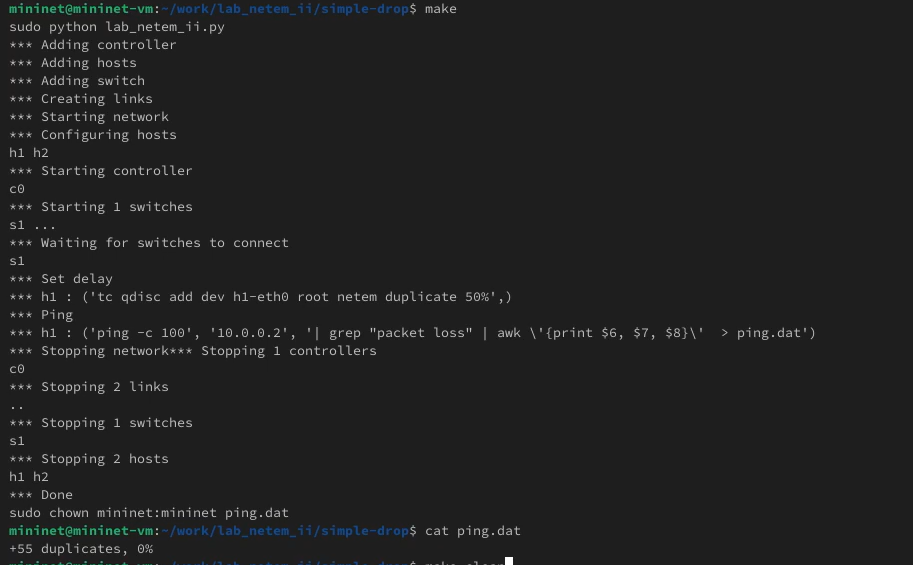 mininet@mininet-vm:~/work/lab_netem_ii/simple-drop$ make
sudo python lab_netem_ii.py
*** Adding controller
*** Adding hosts
*** Adding switch
*** Creating links
*** Starting network
*** Configuring hosts
h1 h2
*** Starting controller
c0
*** Starting 1 switches
s1 ...
*** Waiting for switches to connect
s1
*** Set delay
*** h1 : ('tc qdisc add dev h1-eth0 root netem duplicate 50%',)
*** Ping
*** h1 : ('ping -c 100', '10.0.0.2', '| grep "packet loss" | awk \'{print $6, $7, $8}\'  > ping.dat')
*** Stopping network*** Stopping 1 controllers
c0
*** Stopping 2 links
..
*** Stopping 1 switches
s1
*** Stopping 2 hosts
h1 h2
*** Done
sudo chown mininet:mininet ping.dat
mininet@mininet-vm:~/work/lab_netem_ii/simple-drop$ cat ping.dat
+55 duplicates, 0%
mininet@mininet-vm:~/work/lab_netem_ii/simple-drop$ make clean